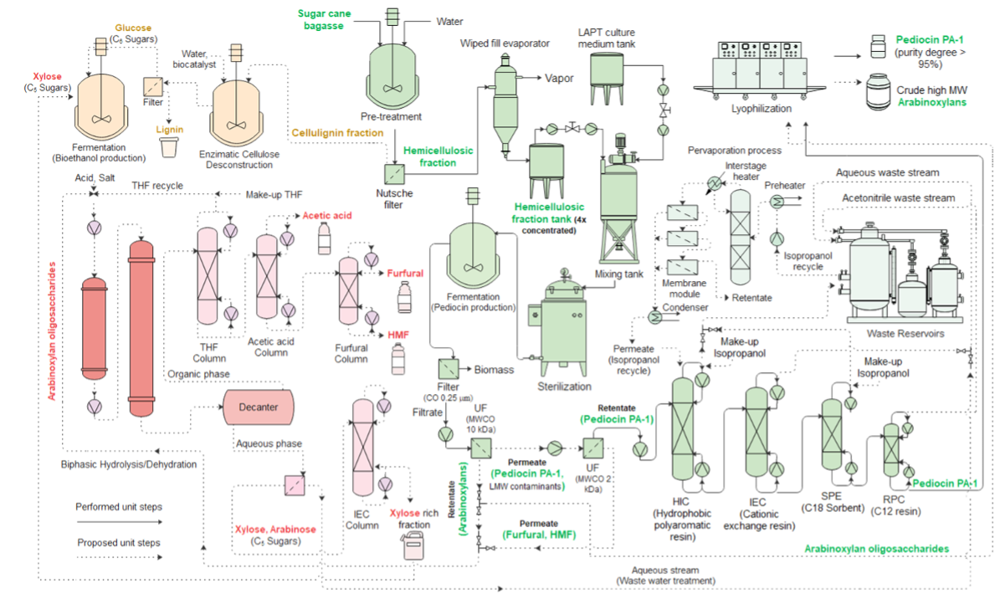 Sugar cane
bagasse
Water
Glucose
(C₆ Sugars)
Water,
biocatalyst
Xylose
(C₅ Sugars)
Filter
Lignin
Fermentation
(Bioethanol production)
Enzimatic Cellulose
Desconstruction
Pre-treatment
Cellulignin fraction
Hemicellulosic
fraction
Nutsche
filter
Wiped fill evaporator
Vapor
LAPT culture
medium tank
Hemicellulosic
fraction tank (4x
concentrated)
Mixing tank
Lyophilization
Pediocin PA-1
(purity degree >
95%)
Crude high MW
Arabinoxylans
Pervaporation process
Interstage
heater
Preheater
Isopropanol
recycle
Membrane
module
Condenser
Retentate
Permeate
(Isopropanol
recycle)
Aqueous waste stream
Acetonitrile waste stream
Waste Reservoirs
Make-up
Isopropanol
Make-up
Isopropanol
Acid, Salt
THF recycle
Make-up THF
Acetic acid
Furfural
HMF
THF
Column
Acetic acid
Column
Furfural
Column
Arabinoxylan oligosaccharides
Organic phase
Decanter
Aqueous phase
Biphasic Hydrolysis/Dehydration
Performed unit steps
Proposed unit steps
Xylose, Arabinose
(C₅ Sugars)
IEC
Column
Xylose rich
fraction
Fermentation
(Pediocin production)
Sterilization
Filter
(CO 0.25 µm)
Biomass
Filtrate
UF
(MWCO
10 kDa)
Retentate
(Arabinoxylans)
Permeate
(Pediocin PA-1,
LMW contaminants)
Permeate
(Furfural, HMF)
Retentate
(Pediocin PA-1)
UF
(MWCO 2
kDa)
HIC
(Hydrophobic
polyaromatic
resin)
IEC
(Cationic
exchange resin)
SPE
(C18 Sorbent)
RPC
(C12 resin)
Pediocin PA-1
Arabinoxylan oligosaccharides
Aqueous stream
(Waste water treatment)